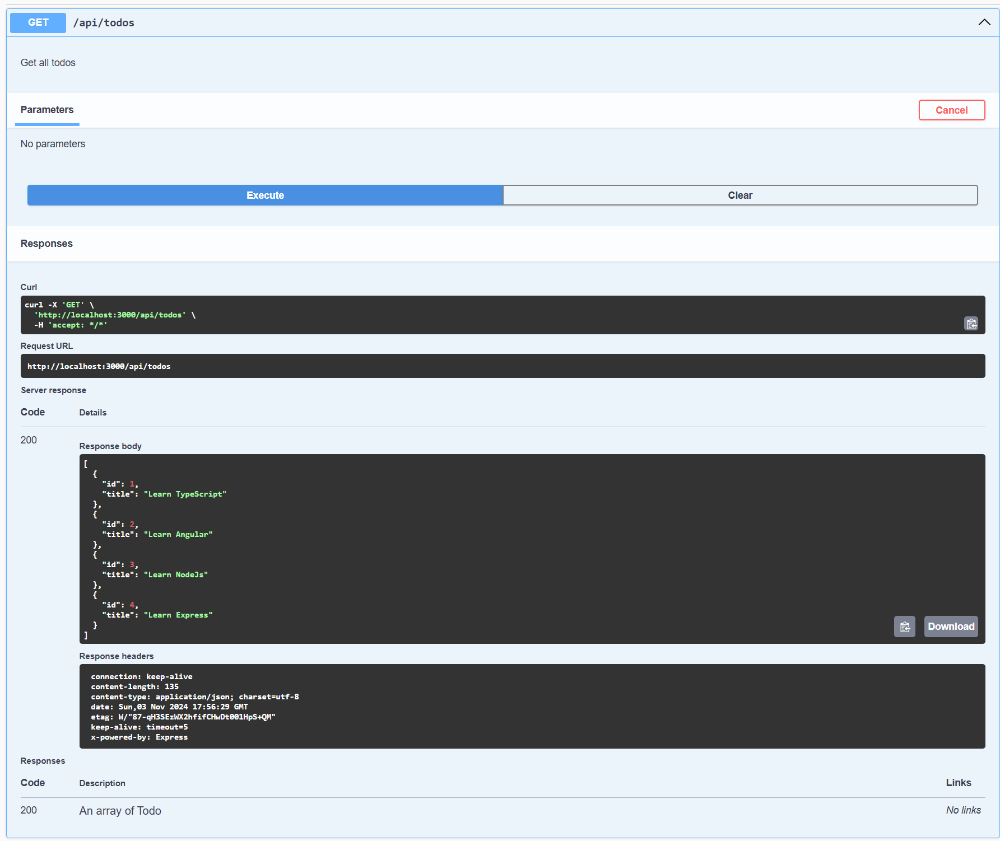 GET /api/todos
Get all todos
Parameters
Cancel
No parameters
Execute
Clear
Responses
Curl
curl -X 'GET' \
  'http://localhost:3000/api/todos' \
  -H 'accept: */*'
Request URL
http://localhost:3000/api/todos
Server response
Code Details
200
Response body
[
  {
    "id": 1,
    "title": "Learn TypeScript"
  },
  {
    "id": 2,
    "title": "Learn Angular"
  },
  {
    "id": 3,
    "title": "Learn NodeJs"
  },
  {
    "id": 4,
    "title": "Learn Express"
  }
]
Download
Response headers
connection: keep-alive
content-length: 135
content-type: application/json; charset=utf-8
date: Sun,03 Nov 2024 17:56:29 GMT
etag: W/"87-qH3SEzWX2hfifCHwDt001HpS+QM"
keep-alive: timeout=5
x-powered-by: Express
Responses
Code Description Links
200 An array of Todo No links